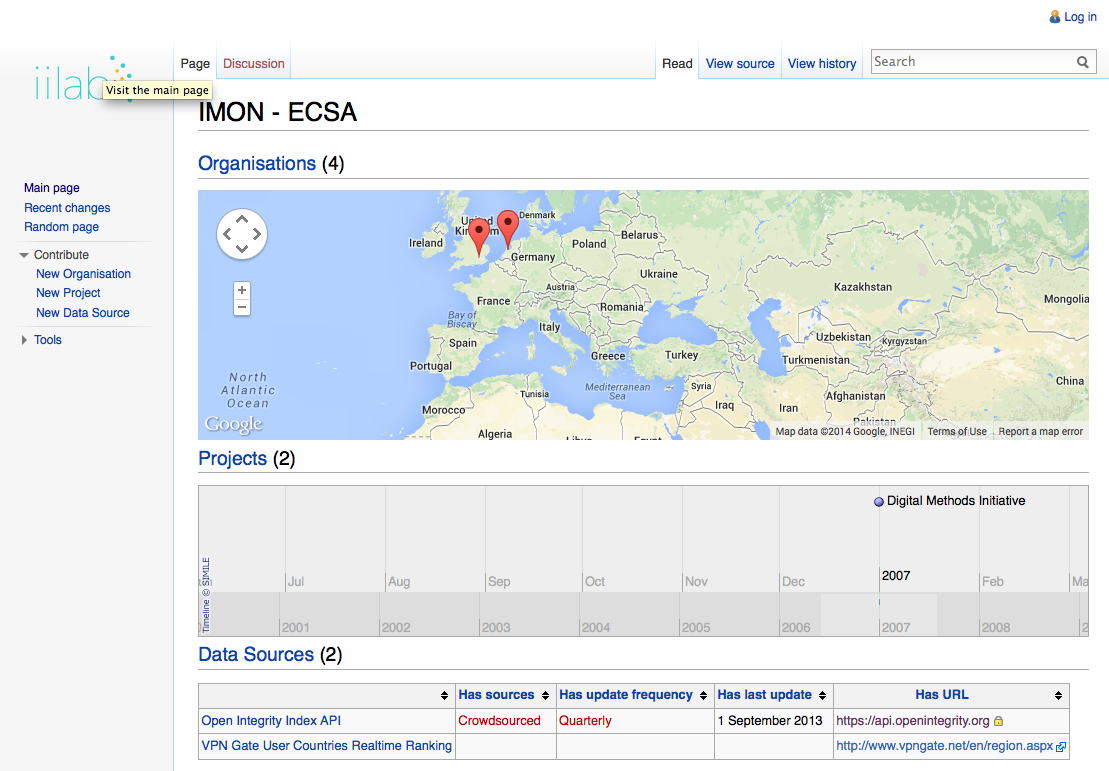 Log in
iilab
Page Discussion Read View source View history Search
Visit the main page
IMON - ECSA
Main page
Recent changes
Random page
Contribute
New Organisation
New Project
New Data Source
Tools
Organisations (4)
United Kingdom
Denmark
Ireland
Poland
Belarus
Germany
Ukraine
Kazakhstan
Austria
France
Mongolia
Bay of Biscay
Romania
Italy
Uzbekistan
Kyrgyzstan
Spain
Greece
Turkey
Turkmenistan
Portugal
North Atlantic Ocean
Mediterranean Sea
Syria
China
Tunisia
Afghanistan
Iraq
Iran
Morocco
Pakistan
Algeria
Libya
Egypt
Google
Map data ©2014 Google, INEGI Terms of Use Report a map error
Projects (2)
Digital Methods Initiative
Jul Aug Sep Oct Nov Dec 2007 Feb Ma
2001 2002 2003 2004 2005 2006 2007 2008 2
Timeline © SIMILE
Data Sources (2)
Has sources Has update frequency Has last update Has URL
Open Integrity Index API Crowdsourced Quarterly 1 September 2013 https://api.openintegrity.org
VPN Gate User Countries Realtime Ranking http://www.vpngate.net/en/region.aspx